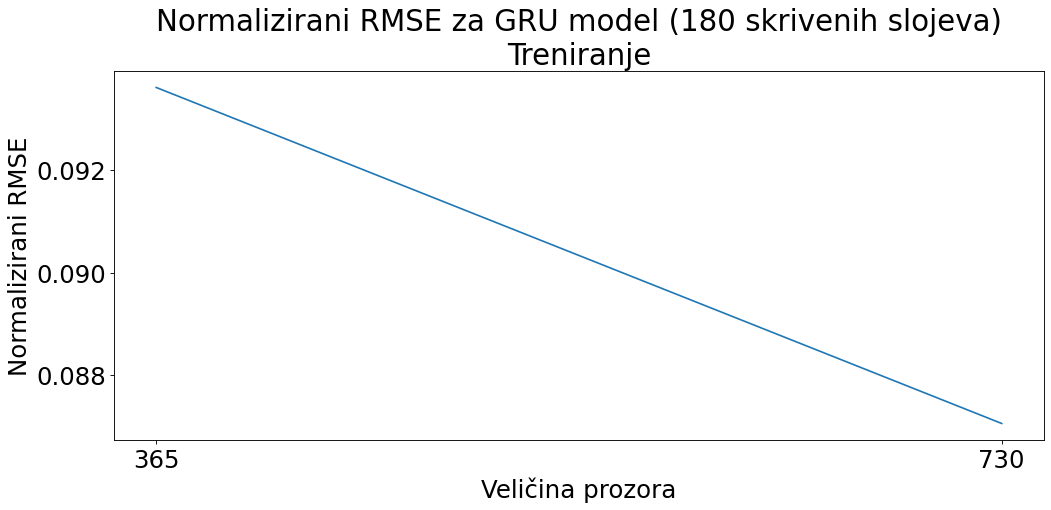 Normalizirani RMSE za GRU model (180 skrivenih slojeva)
Treniranje
Normalizirani RMSE
0.092
0.090
0.088
365
730
Veličina prozora